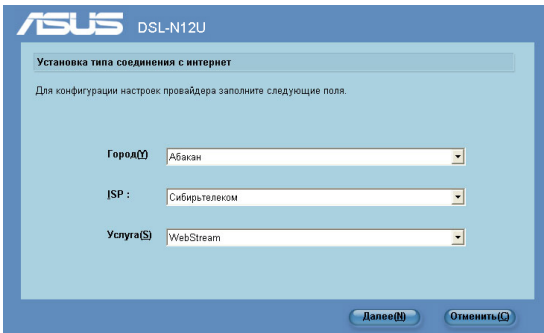 ASUS DSL-N12U
Установка типа соединения с интернет
Для конфигурации настроек провайдера заполните следующие поля.
Город(Y) Абакан
ISP : Сибирьтелеком
Услуга(S) WebStream
Далее(N) Отменить(C)